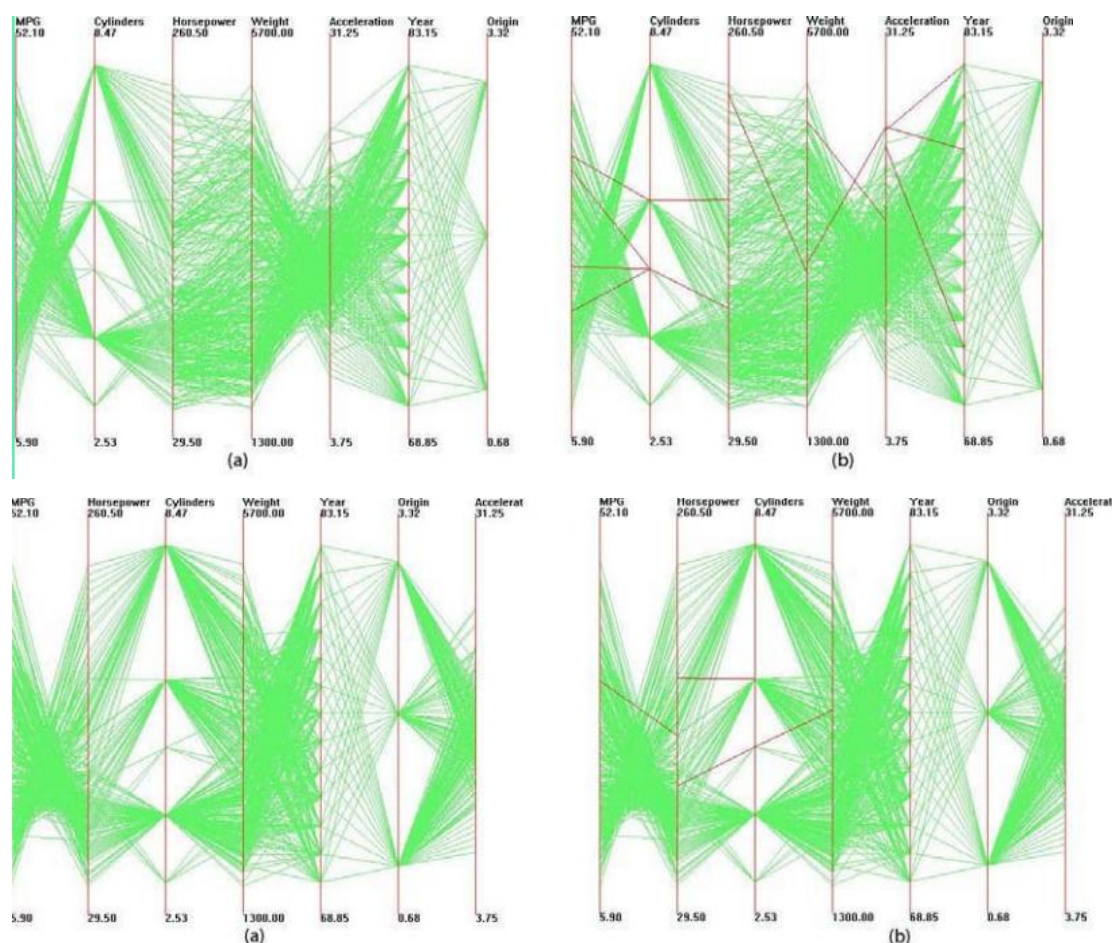 MPG Cylinders Horsepower Weight Acceleration Year Origin
52.10 8.47 260.50 5700.00 31.25 83.15 3.32
5.90 2.53 29.50 1300.00 3.75 68.85 0.68
(a)
MPG Cylinders Horsepower Weight Acceleration Year Origin
52.10 8.47 260.50 5700.00 31.25 83.15 3.32
5.90 2.53 29.50 1300.00 3.75 68.85 0.68
(b)
MPG Horsepower Cylinders Weight Year Origin Accelerat
52.10 260.50 8.47 5700.00 83.15 3.32 31.25
5.90 29.50 2.53 1300.00 68.85 0.68 3.75
(a)
MPG Horsepower Cylinders Weight Year Origin Accelerat
52.10 260.50 8.47 5700.00 83.15 3.32 31.25
5.90 29.50 2.53 1300.00 68.85 0.68 3.75
(b)